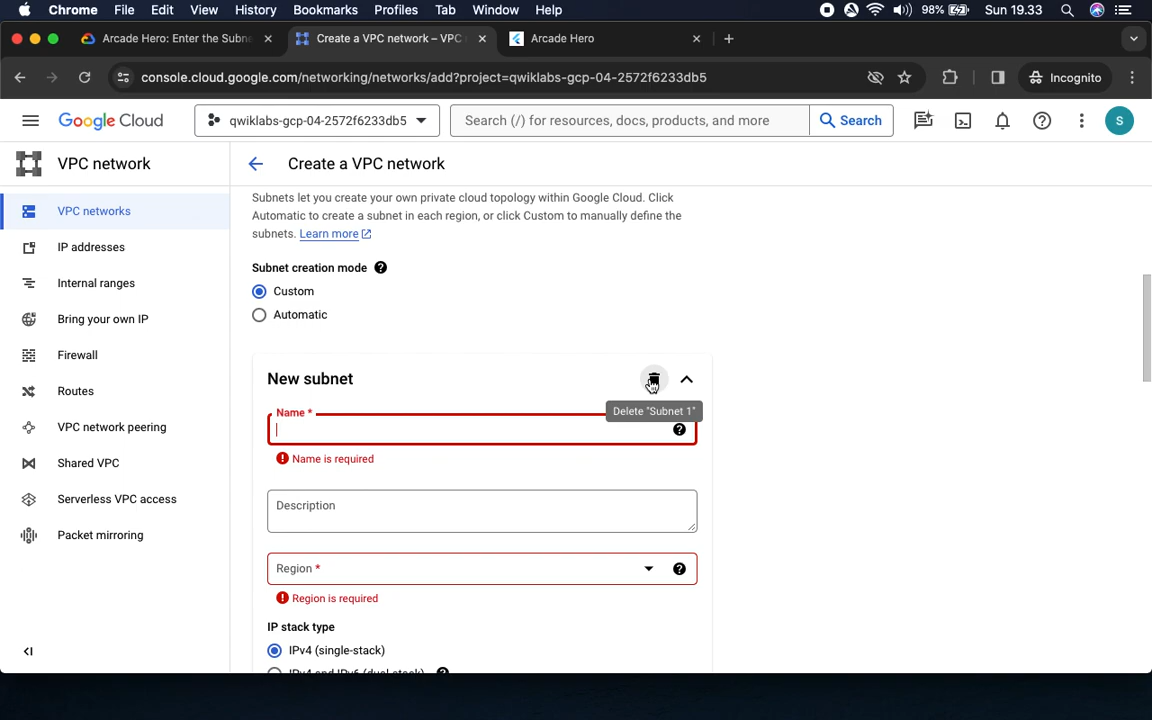 Chrome File Edit View History Bookmarks Profiles Tab Window Help 98% Sun 19.33
Arcade Hero: Enter the Subne
Create a VPC network – VPC
Arcade Hero
console.cloud.google.com/networking/networks/add?project=qwiklabs-gcp-04-2572f6233db5
Incognito
Google Cloud
qwiklabs-gcp-04-2572f6233db5
Search (/) for resources, docs, products, and more
Search
S
VPC network
Create a VPC network
VPC networks
IP addresses
Internal ranges
Bring your own IP
Firewall
Routes
VPC network peering
Shared VPC
Serverless VPC access
Packet mirroring
Subnets let you create your own private cloud topology within Google Cloud. Click
Automatic to create a subnet in each region, or click Custom to manually define the
subnets. Learn more
Subnet creation mode
Custom
Automatic
New subnet
Delete "Subnet 1"
Name *
Name is required
Description
Region *
Region is required
IP stack type
IPv4 (single-stack)
IPv4 and IPv6 (dual-stack)